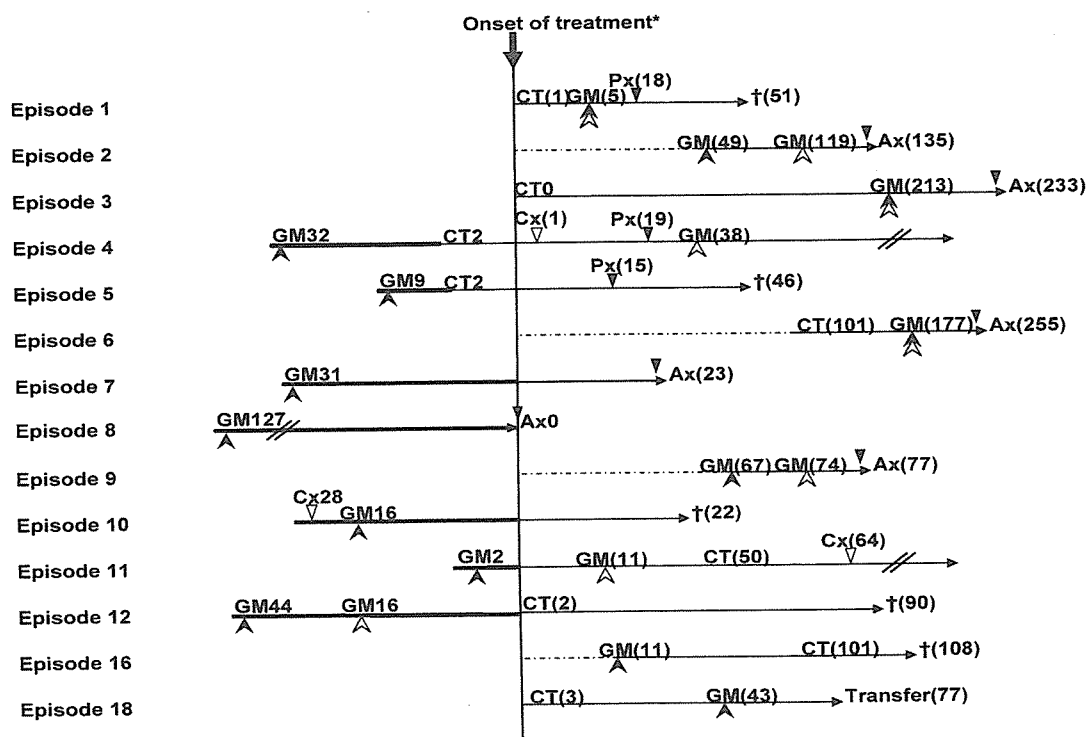 Onset of treatment*
Px(18)
Episode 1 CT(1) GM(5) †(51)
Episode 2 GM(49) GM(119) Ax(135)
Episode 3 CT0 GM(213) Ax(233)
Cx(1) Px(19)
Episode 4 GM32 CT2 GM(38)
Px(15)
Episode 5 GM9 CT2 †(46)
Episode 6 CT(101) GM(177) Ax(255)
Episode 7 GM31 Ax(23)
Episode 8 GM127 Ax0
Episode 9 GM(67) GM(74) Ax(77)
Cx28
Episode 10 GM16 †(22)
Cx(64)
Episode 11 GM2 GM(11) CT(50)
Episode 12 GM44 GM16 CT(2) †(90)
Episode 16 GM(11) CT(101) †(108)
Episode 18 CT(3) GM(43) Transfer(77)